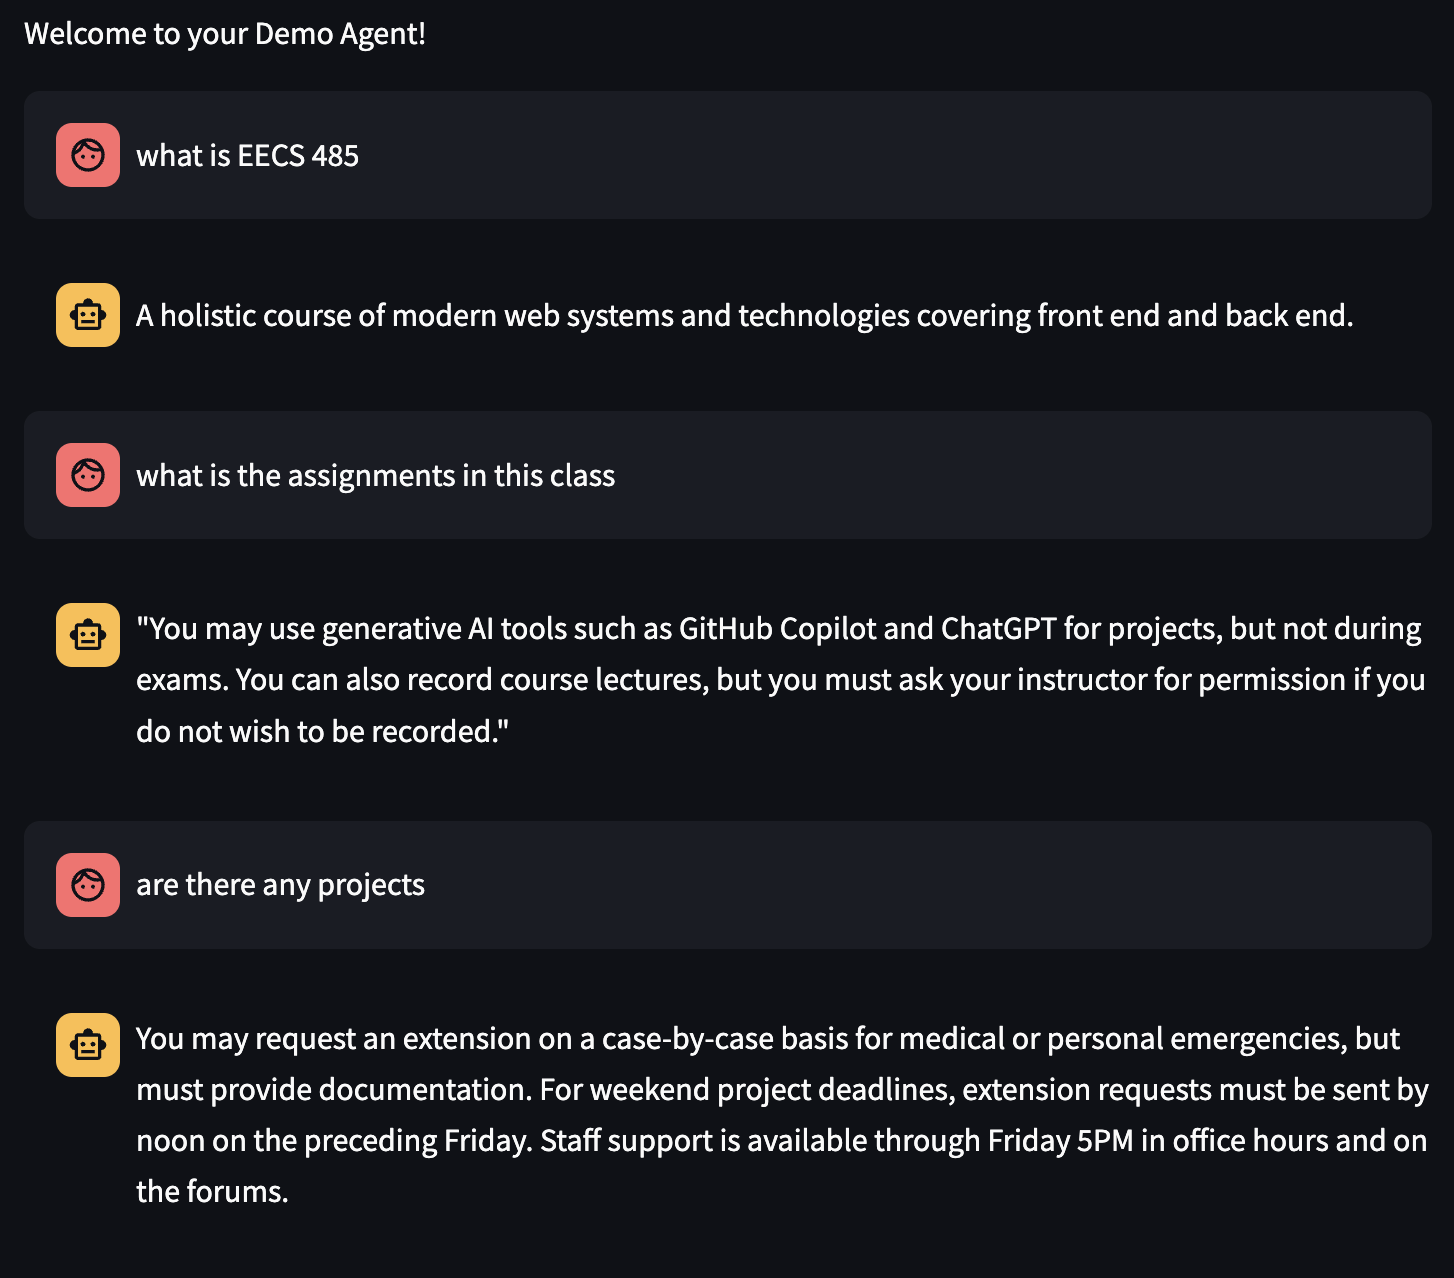 Welcome to your Demo Agent!
what is EECS 485
A holistic course of modern web systems and technologies covering front end and back end.
what is the assignments in this class
"You may use generative AI tools such as GitHub Copilot and ChatGPT for projects, but not during
exams. You can also record course lectures, but you must ask your instructor for permission if you
do not wish to be recorded."
are there any projects
You may request an extension on a case-by-case basis for medical or personal emergencies, but
must provide documentation. For weekend project deadlines, extension requests must be sent by
noon on the preceding Friday. Staff support is available through Friday 5PM in office hours and on
the forums.